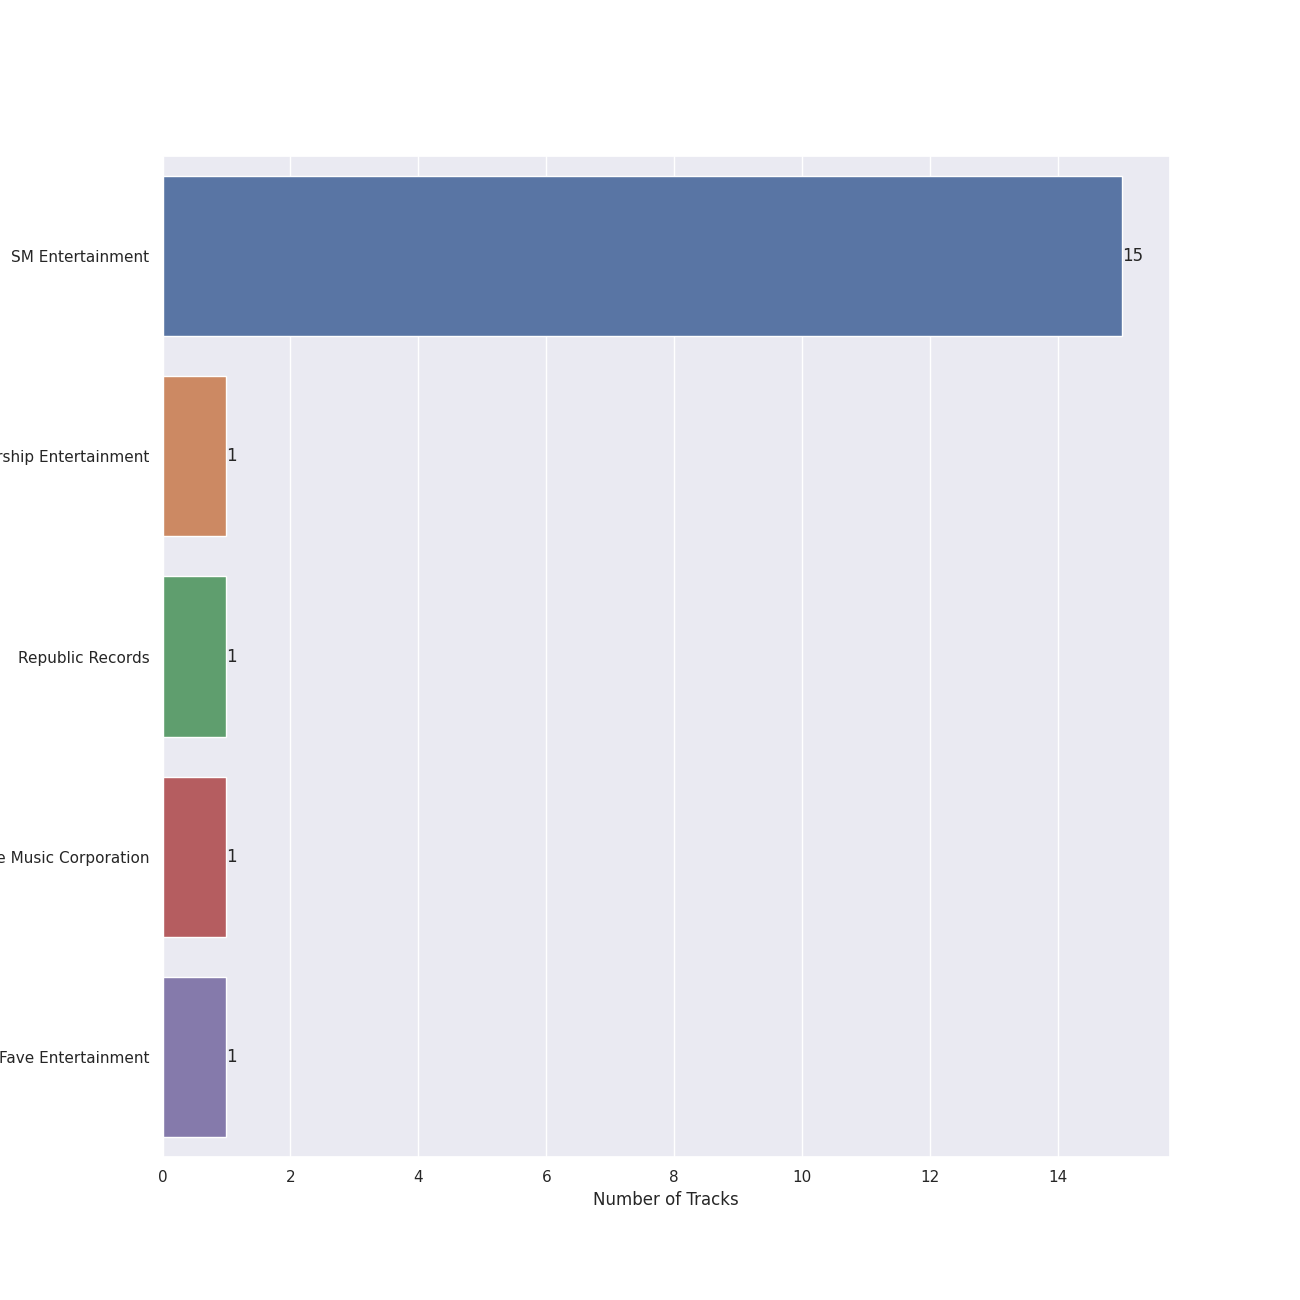 SM Entertainment
15
rship Entertainment
1
Republic Records
1
e Music Corporation
1
Fave Entertainment
1
0 2 4 6 8 10 12 14
Number of Tracks